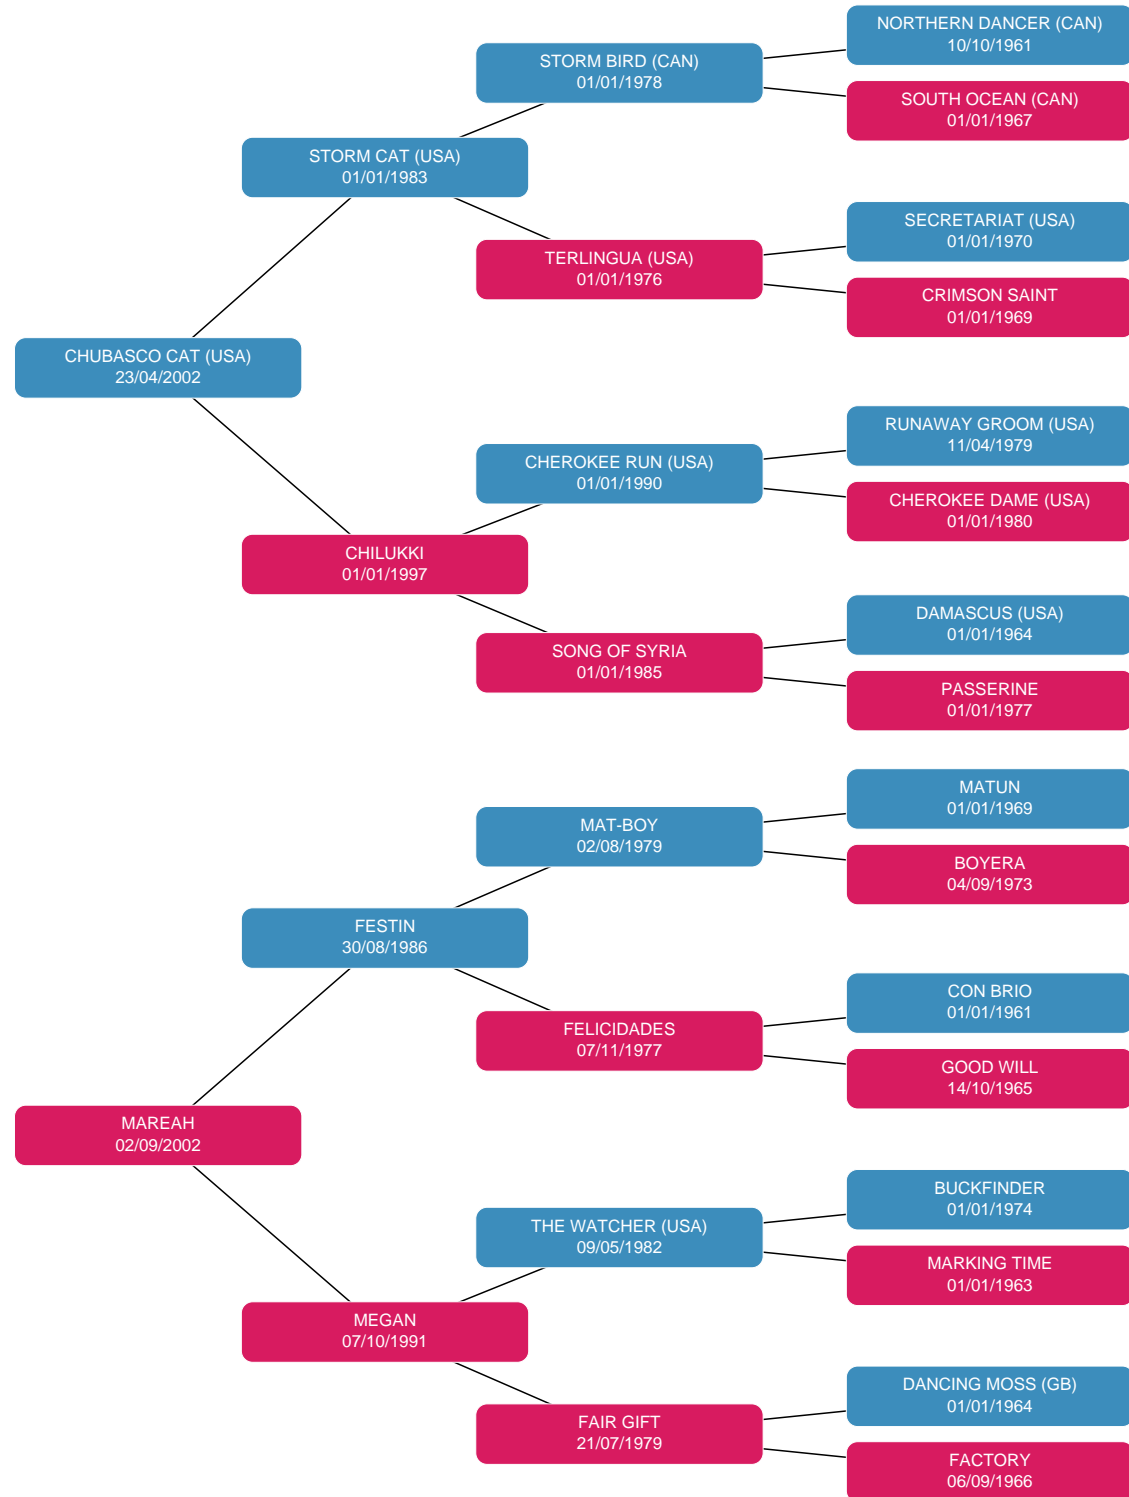 NORTHERN DANCER (CAN)
10/10/1961
STORM BIRD (CAN)
01/01/1978
SOUTH OCEAN (CAN)
01/01/1967
STORM CAT (USA)
01/01/1983
SECRETARIAT (USA)
01/01/1970
TERLINGUA (USA)
01/01/1976
CRIMSON SAINT
01/01/1969
CHUBASCO CAT (USA)
23/04/2002
RUNAWAY GROOM (USA)
11/04/1979
CHEROKEE RUN (USA)
01/01/1990
CHEROKEE DAME (USA)
01/01/1980
CHILUKKI
01/01/1997
DAMASCUS (USA)
01/01/1964
SONG OF SYRIA
01/01/1985
PASSERINE
01/01/1977
MATUN
01/01/1969
MAT-BOY
02/08/1979
BOYERA
04/09/1973
FESTIN
30/08/1986
CON BRIO
01/01/1961
FELICIDADES
07/11/1977
GOOD WILL
14/10/1965
MAREAH
02/09/2002
BUCKFINDER
01/01/1974
THE WATCHER (USA)
09/05/1982
MARKING TIME
01/01/1963
MEGAN
07/10/1991
DANCING MOSS (GB)
01/01/1964
FAIR GIFT
21/07/1979
FACTORY
06/09/1966